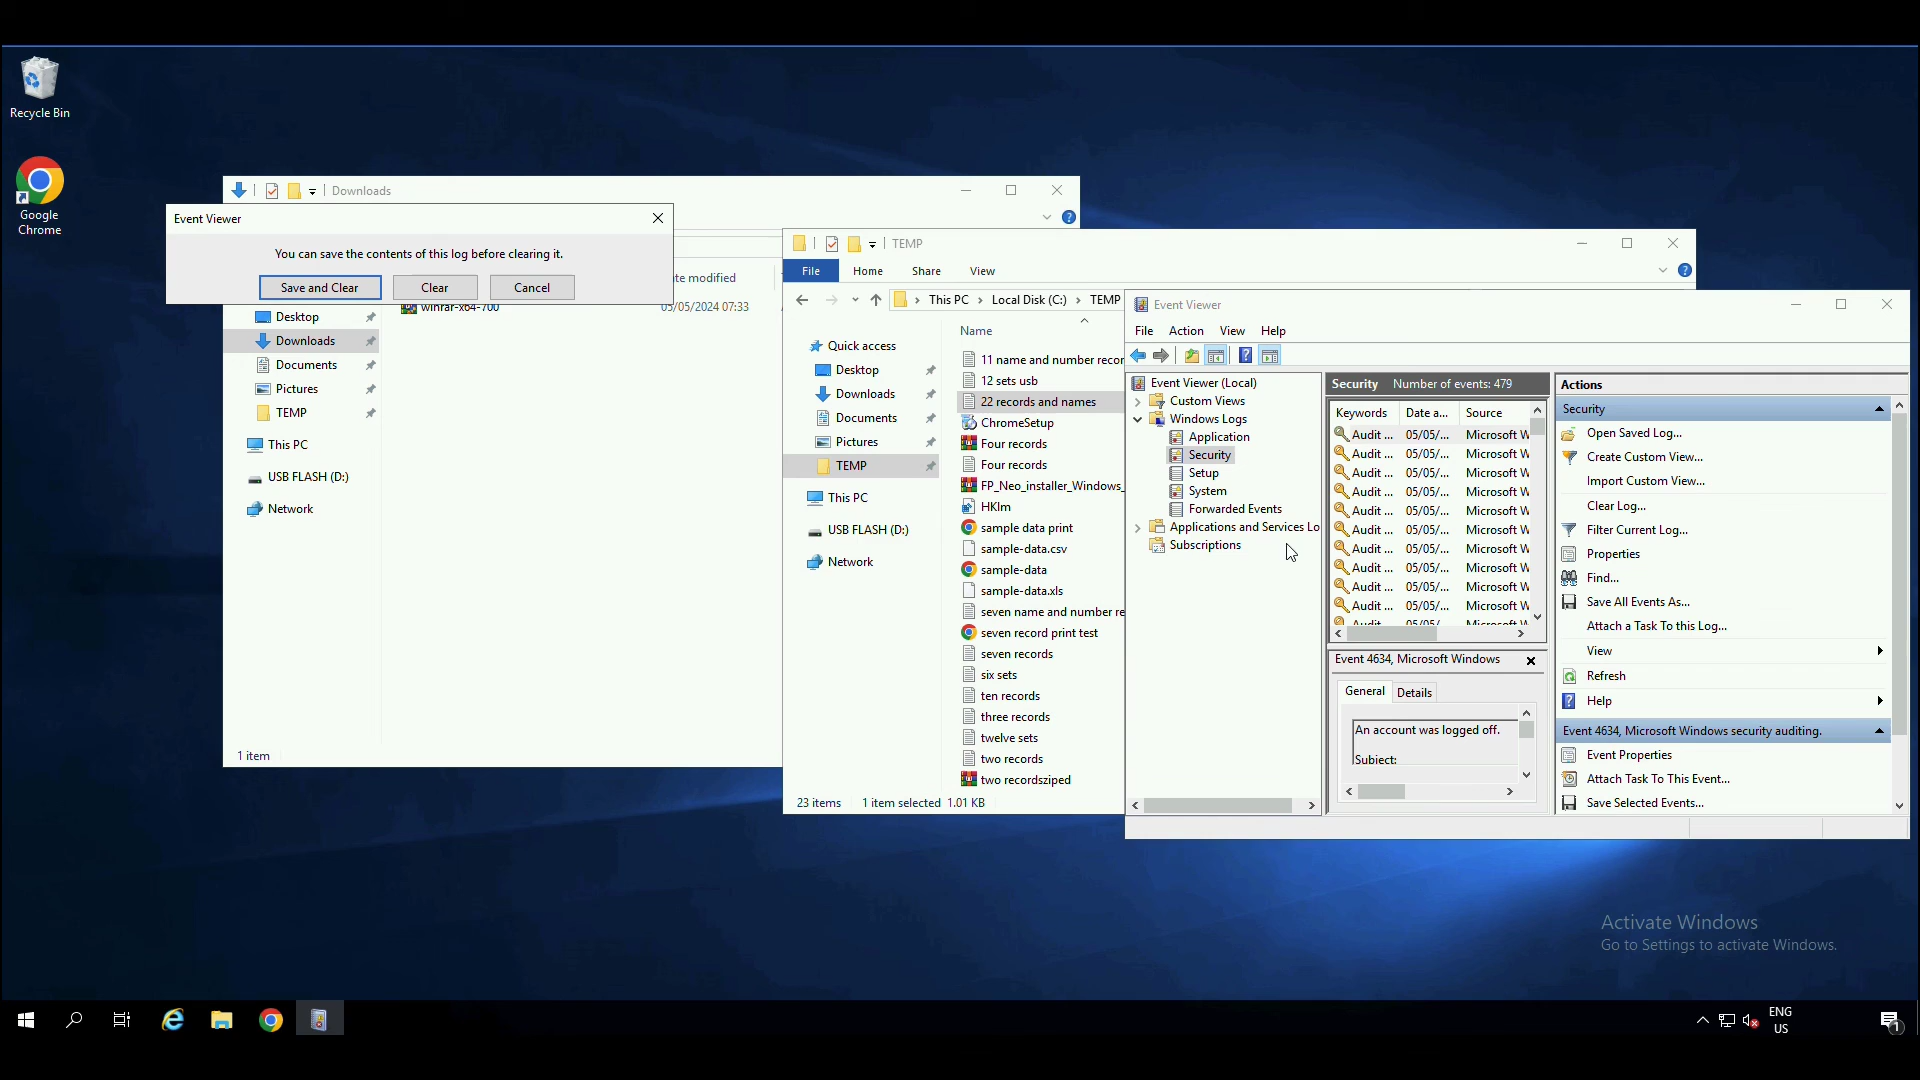 Recycle Bin
Google
Chrome
Downloads
Event Viewer
You can save the contents of this log before clearing it.
Save and Clear
Clear
Cancel
te modified
winrar-x64-700
05/05/2024 07:33
Desktop
Downloads
Documents
Pictures
TEMP
This PC
USB FLASH (D:)
Network
1 item
TEMP
File
Home
Share
View
This PC
Local Disk (C:)
TEMP
Name
Quick access
Desktop
Downloads
Documents
Pictures
TEMP
This PC
USB FLASH (D:)
Network
11 name and number recor
12 sets usb
22 records and names
ChromeSetup
Four records
Four records
FP_Neo_installer_Windows_
HKlm
sample data print
sample-data.csv
sample-data
sample-data.xls
seven name and number re
seven record print test
seven records
six sets
ten records
three records
twelve sets
two records
two recordsziped
23 items
1 item selected 1.01 KB
Event Viewer
File
Action
View
Help
Event Viewer (Local)
Custom Views
Windows Logs
Application
Security
Setup
System
Forwarded Events
Applications and Services Lo
Subscriptions
Security Number of events: 479
Keywords Date a... Source
Audit ... 05/05/... Microsoft W
Audit ... 05/05/... Microsoft W
Audit ... 05/05/... Microsoft W
Audit ... 05/05/... Microsoft W
Audit ... 05/05/... Microsoft W
Audit ... 05/05/... Microsoft W
Audit ... 05/05/... Microsoft W
Audit ... 05/05/... Microsoft W
Audit ... 05/05/... Microsoft W
Audit ... 05/05/... Microsoft W
Audit ... 05/05/... Microsoft W
Event 4634, Microsoft Windows
General
Details
An account was logged off.
Subject:
Actions
Security
Open Saved Log...
Create Custom View...
Import Custom View...
Clear Log...
Filter Current Log...
Properties
Find...
Save All Events As...
Attach a Task To this Log...
View
Refresh
Help
Event 4634, Microsoft Windows security auditing.
Event Properties
Attach Task To This Event...
Save Selected Events...
Activate Windows
Go to Settings to activate Windows.
ENG
US
1